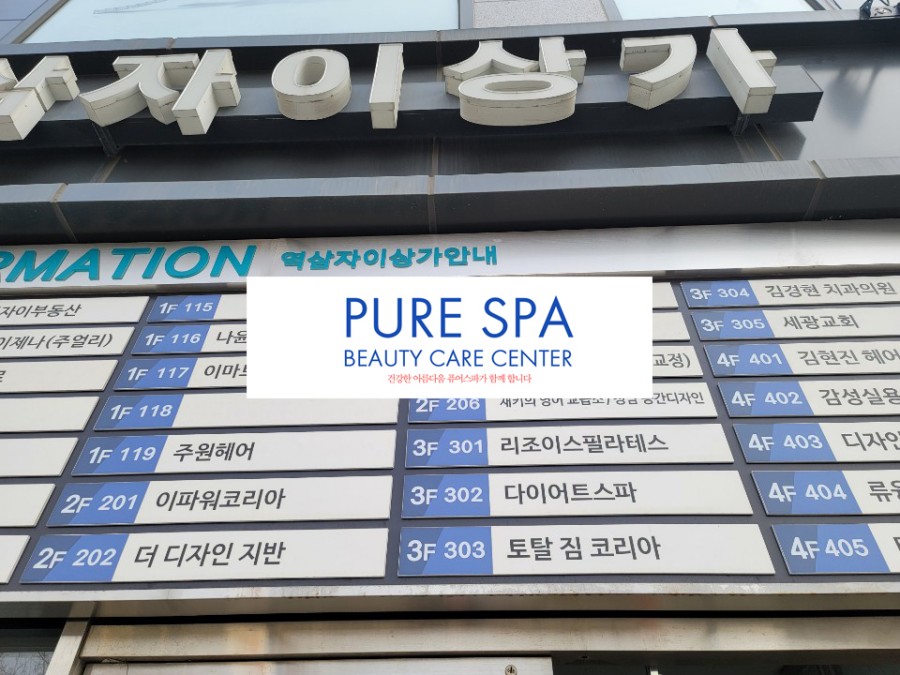 자이상가
RMATION 역삼자이상가안내
자이부동산
이제나(주얼리)
1F 115
1F 116
1F 117
1F 118
1F 119 주원헤어
2F 201 이파워코리아
2F 202 더 디자인 지반
PURE SPA
BEAUTY CARE CENTER
건강한 아름다움 퓨어스파가 함께 합니다
교정)
2F 206
3F 301 리조이스필라테스
3F 302 다이어트스파
3F 303 토탈 짐 코리아
3F 304 김경현 치과의원
3F 305 세광교회
4F 401 김현진 헤어
4F 402 감성실용
4F 403 디자인
4F 404
4F 405